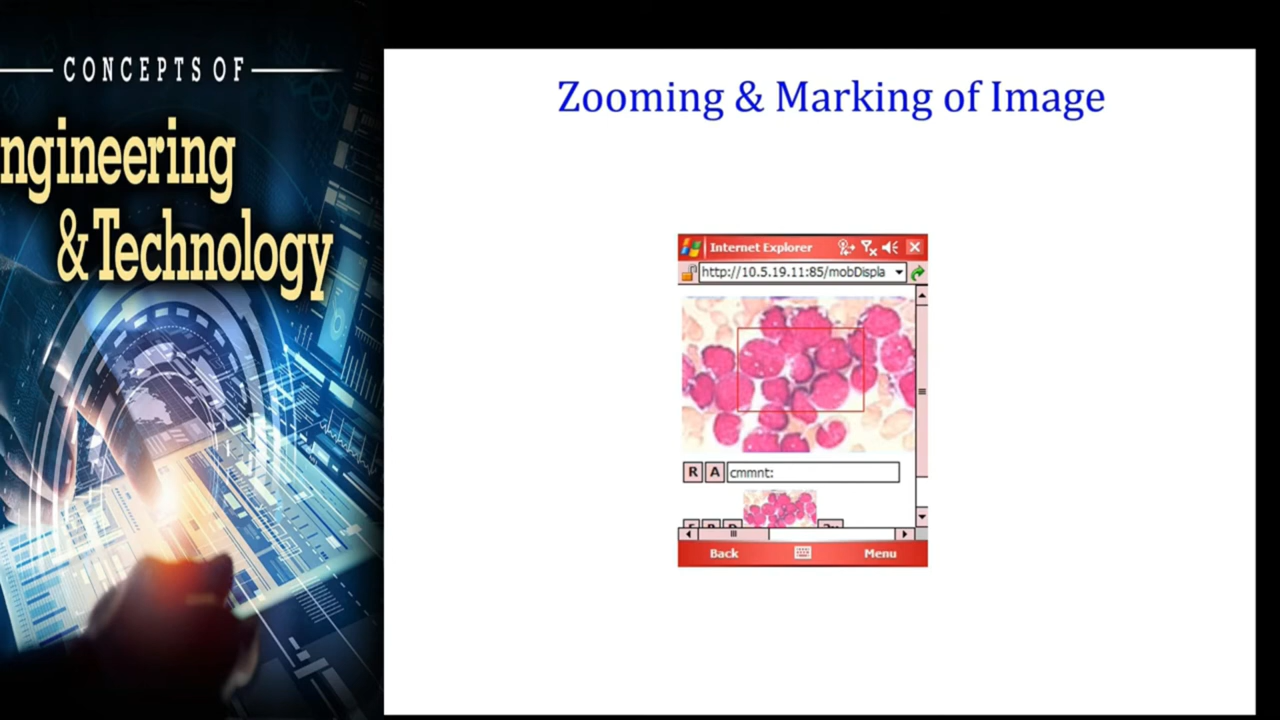 CONCEPTS OF
ngineering
& Technology
Zooming & Marking of Image
Internet Explorer
http://10.5.19.11:85/mobDispla
R A cmmnt:
Back Menu